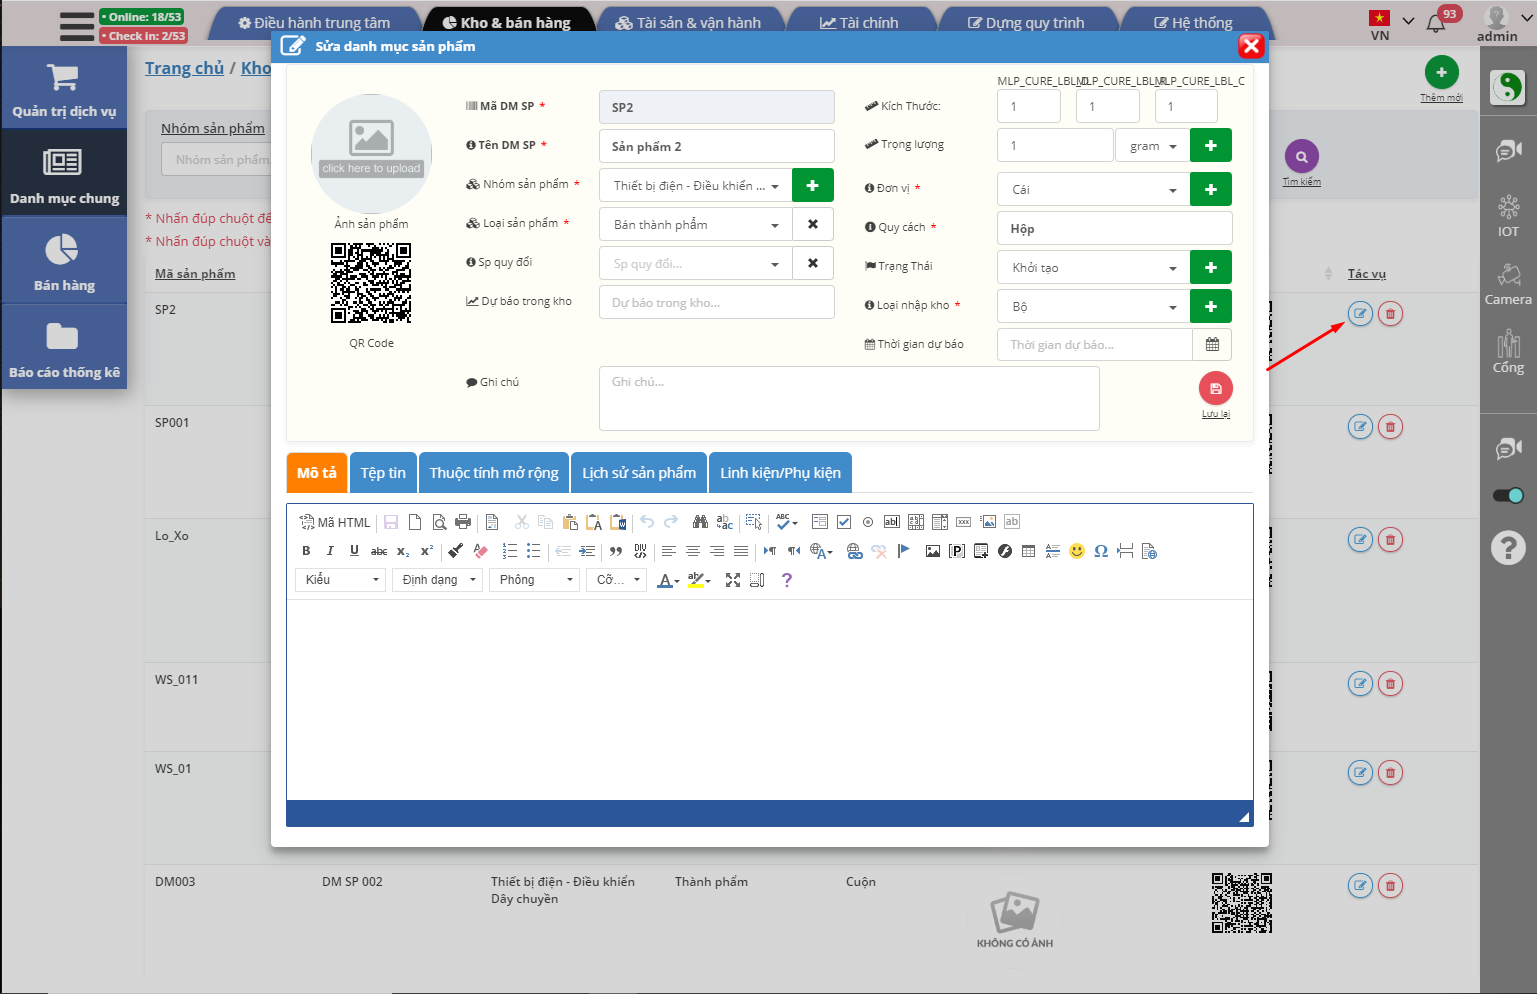 Online: 18/53
Check in: 2/53
Điều hành trung tâm
Kho & bán hàng
Tài sản & vận hành
Tài chính
Dựng quy trình
Hệ thống
VN
93
admin
Quản trị dịch vụ
Danh mục chung
Bán hàng
Báo cáo thống kê
Trang chủ / Kho
Nhóm sản phẩm
Nhóm sản phẩm.
* Nhấn đúp chuột để
* Nhấn đúp chuột và
Thêm mới
Tìm kiếm
Mã sản phẩm
Tác vụ
SP2
SP001
Lo_Xo
WS_011
WS_01
DM003
DM SP 002
Thiết bị điện - Điều khiển
Dây chuyền
Thành phẩm
Cuộn
KHÔNG CÓ ẢNH
IOT
Camera
Cổng
Sửa danh mục sản phẩm
click here to upload
Ảnh sản phẩm
QR Code
Mã DM SP *
SP2
Tên DM SP *
Sản phẩm 2
Nhóm sản phẩm *
Thiết bị điện - Điều khiển ...
Loại sản phẩm *
Bán thành phẩm
Sp quy đổi
Sp quy đổi...
Dự báo trong kho
Dự báo trong kho...
Ghi chú
Ghi chú...
MLP_CURE_LBL_C
Kích Thước:
1
1
1
Trọng lượng
1
gram
Đơn vị *
Cái
Quy cách *
Hộp
Trạng Thái
Khởi tạo
Loại nhập kho *
Bộ
Thời gian dự báo
Thời gian dự báo...
Lưu lại
Mô tả
Tệp tin
Thuộc tính mở rộng
Lịch sử sản phẩm
Linh kiện/Phụ kiện
Mã HTML
Kiểu
Định dạng
Phông
Cỡ...